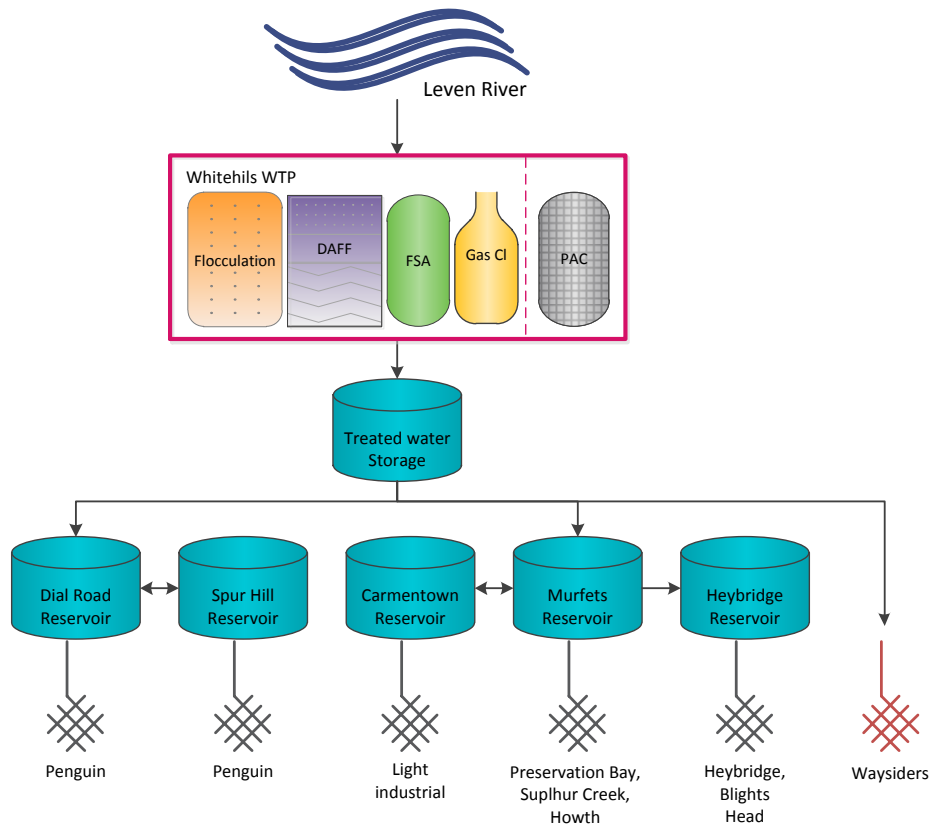 Leven River
Whitehils WTP
Flocculation
DAFF
FSA
Gas Cl
PAC
Treated water
Storage
Dial Road
Reservoir
Spur Hill
Reservoir
Carmentown
Reservoir
Murfets
Reservoir
Heybridge
Reservoir
Penguin
Penguin
Light
industrial
Preservation Bay,
Suplhur Creek,
Howth
Heybridge,
Blights
Head
Waysiders